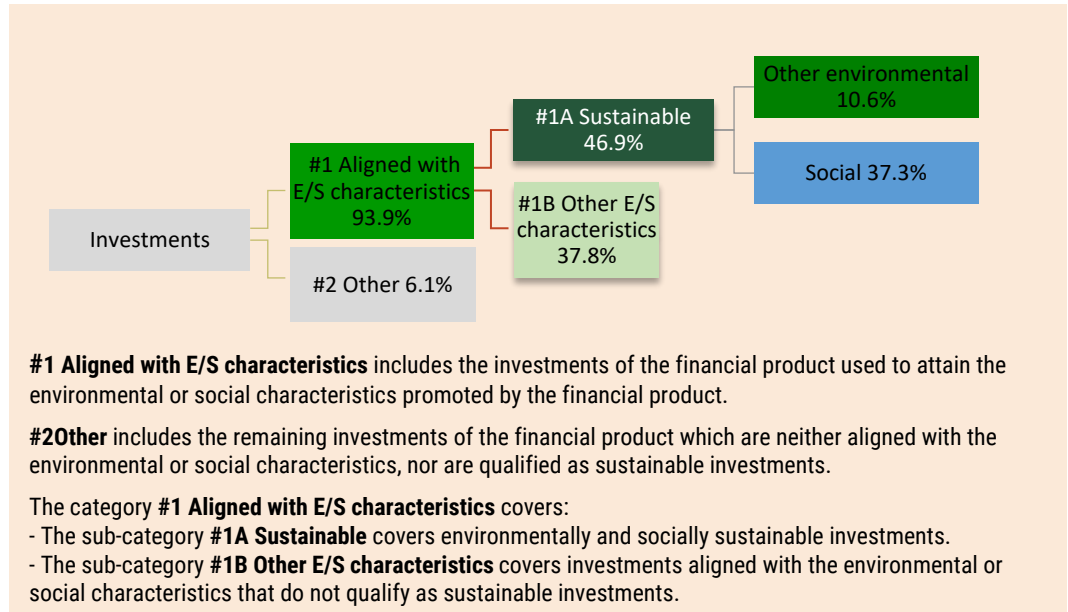 Investments
#1 Aligned with
E/S characteristics
93.9%
#2 Other 6.1%
#1A Sustainable
46.9%
#1B Other E/S
characteristics
37.8%
Other environmental
10.6%
Social 37.3%
#1 Aligned with E/S characteristics includes the investments of the financial product used to attain the
environmental or social characteristics promoted by the financial product.
#2Other includes the remaining investments of the financial product which are neither aligned with the
environmental or social characteristics, nor are qualified as sustainable investments.
The category #1 Aligned with E/S characteristics covers:
- The sub-category #1A Sustainable covers environmentally and socially sustainable investments.
- The sub-category #1B Other E/S characteristics covers investments aligned with the environmental or
social characteristics that do not qualify as sustainable investments.